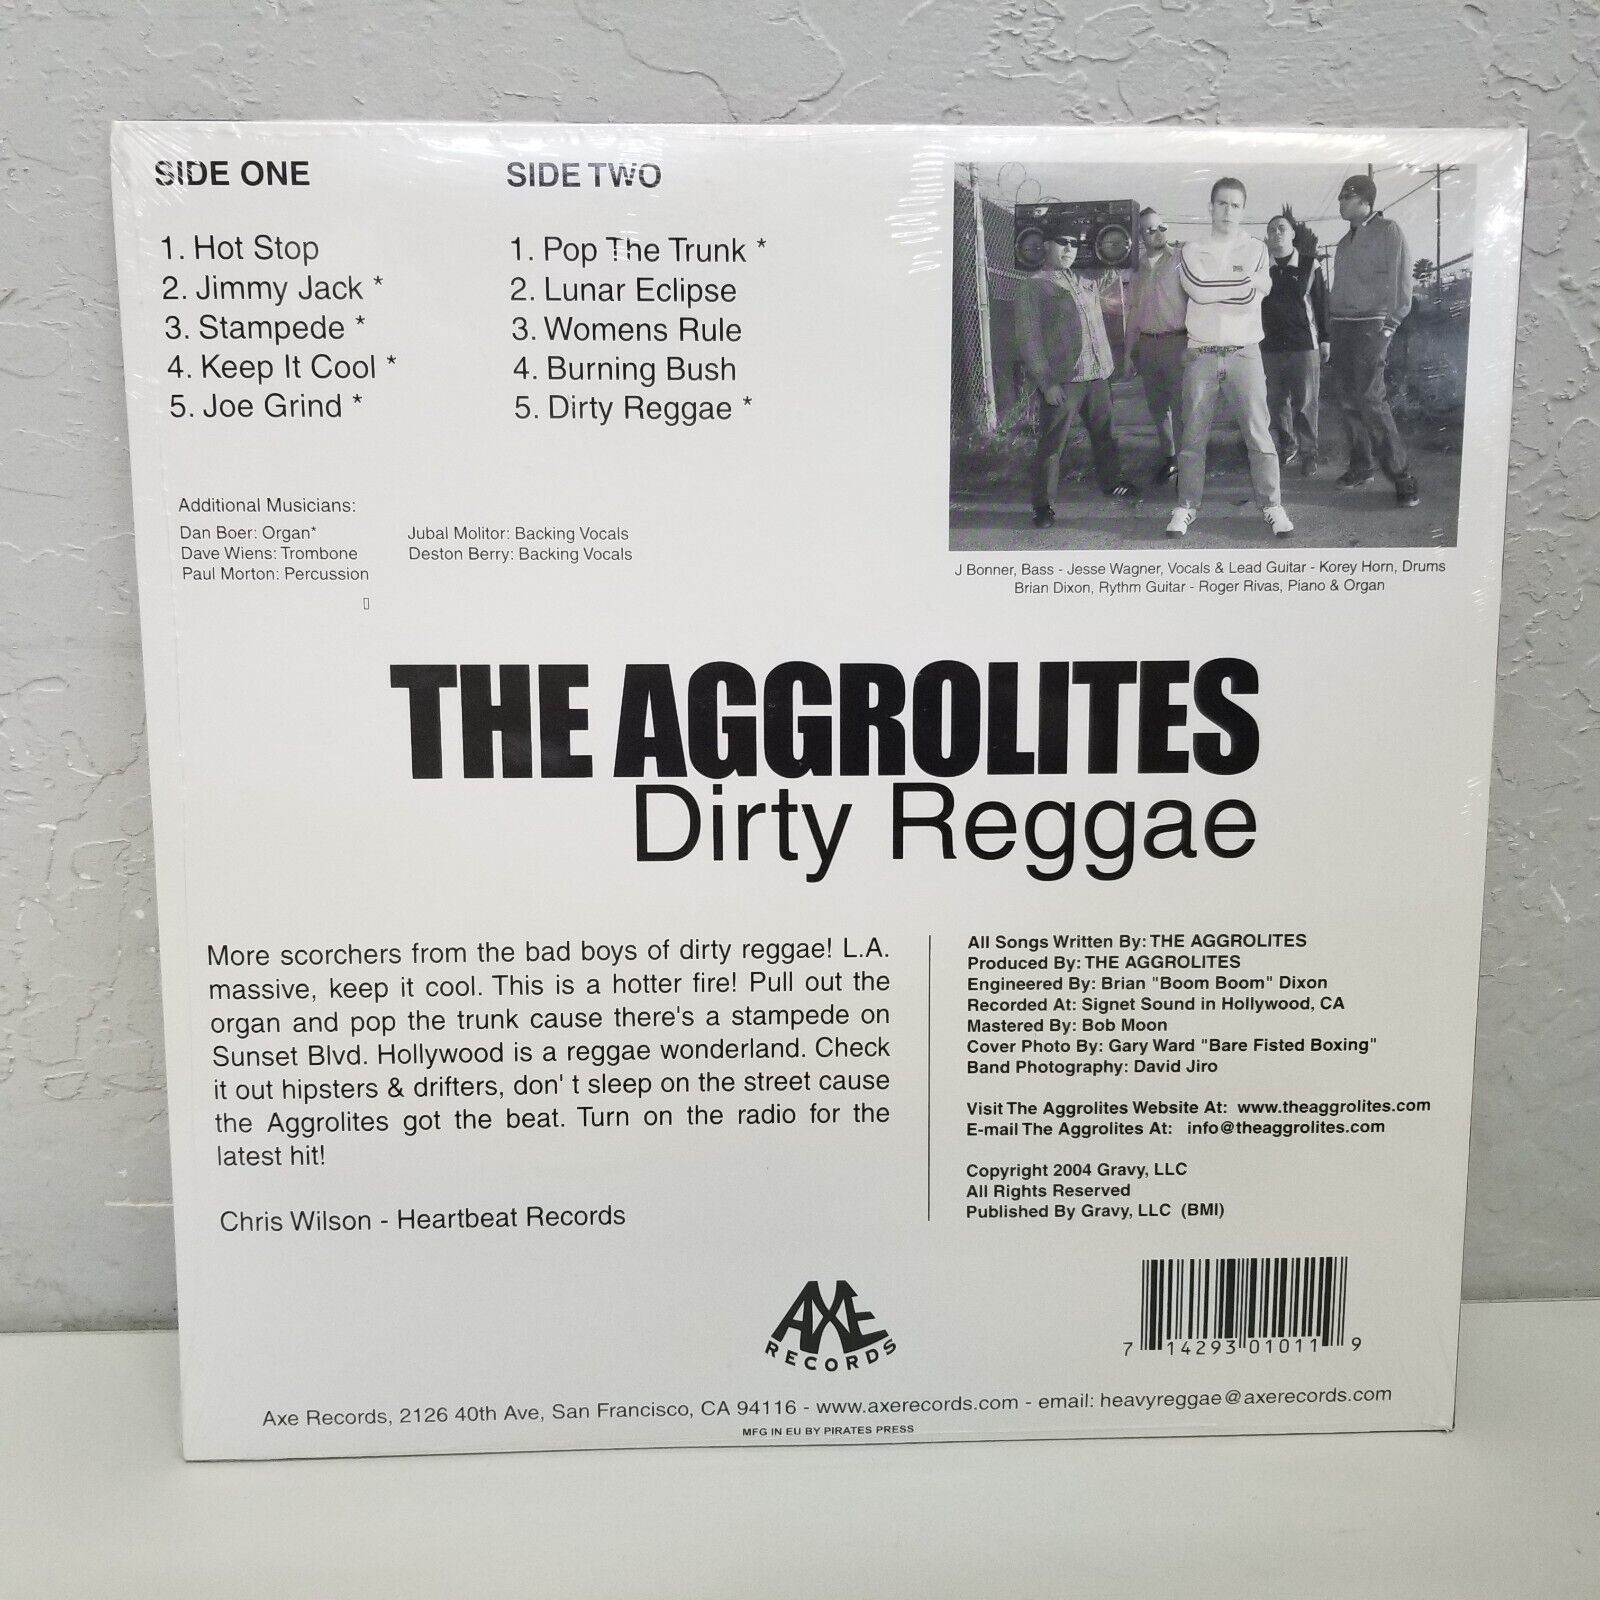 SIDE ONE
1. Hot Stop
2. Jimmy Jack *
3. Stampede *
4. Keep It Cool *
5. Joe Grind *
SIDE TWO
1. Pop The Trunk *
2. Lunar Eclipse
3. Womens Rule
4. Burning Bush
5. Dirty Reggae *
Additional Musicians:
Dan Boer: Organ*
Dave Wiens: Trombone
Paul Morton: Percussion
Jubal Molitor: Backing Vocals
Deston Berry: Backing Vocals
J Bonner, Bass - Jesse Wagner, Vocals & Lead Guitar - Korey Horn, Drums
Brian Dixon, Rythm Guitar - Roger Rivas, Piano & Organ
THE AGGROLITES
Dirty Reggae
More scorchers from the bad boys of dirty reggae! L.A.
massive, keep it cool. This is a hotter fire! Pull out the
organ and pop the trunk cause there's a stampede on
Sunset Blvd. Hollywood is a reggae wonderland. Check
it out hipsters & drifters, don' t sleep on the street cause
the Aggrolites got the beat. Turn on the radio for the
latest hit!
Chris Wilson - Heartbeat Records
All Songs Written By: THE AGGROLITES
Produced By: THE AGGROLITES
Engineered By: Brian "Boom Boom" Dixon
Recorded At: Signet Sound in Hollywood, CA
Mastered By: Bob Moon
Cover Photo By: Gary Ward "Bare Fisted Boxing"
Band Photography: David Jiro
Visit The Aggrolites Website At: www.theaggrolites.com
E-mail The Aggrolites At: info@theaggrolites.com
Copyright 2004 Gravy, LLC
All Rights Reserved
Published By Gravy, LLC (BMI)
AXE
RECORDS
7 14293 01011 9
Axe Records, 2126 40th Ave, San Francisco, CA 94116 - www.axerecords.com - email: heavyreggae@axerecords.com
MFG IN EU BY PIRATES PRESS